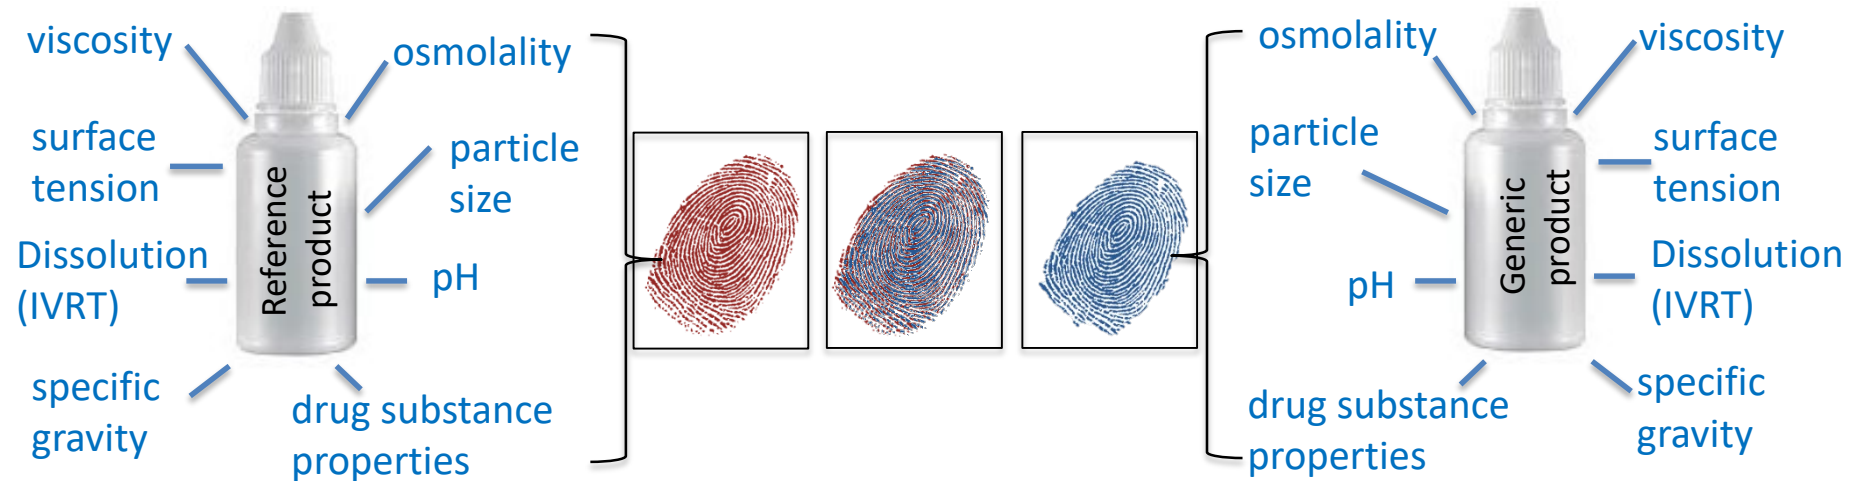 viscosity
osmolality
surface
tension
particle
size
Reference
product
Dissolution
(IVRT)
pH
specific
gravity
drug substance
properties
osmolality
viscosity
particle
size
surface
tension
Generic
product
pH
Dissolution
(IVRT)
drug substance
properties
specific
gravity